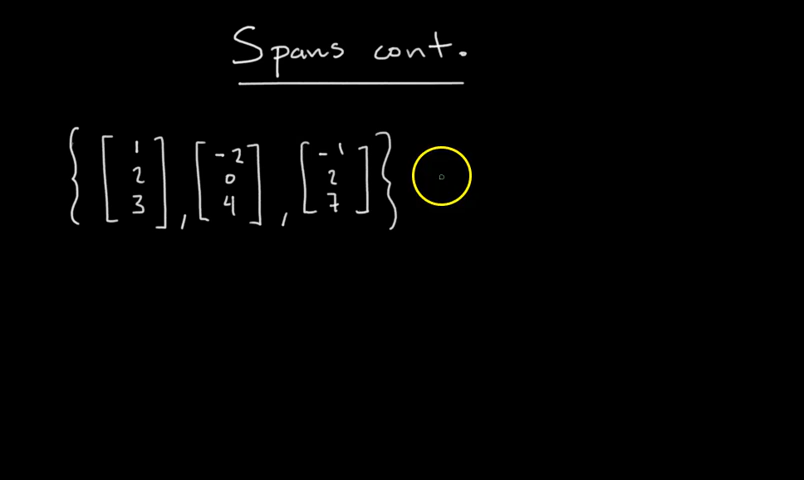 Spans cont.
{ [ 1 2 3 ] , [ -2 0 4 ] , [ -1 2 7 ] }